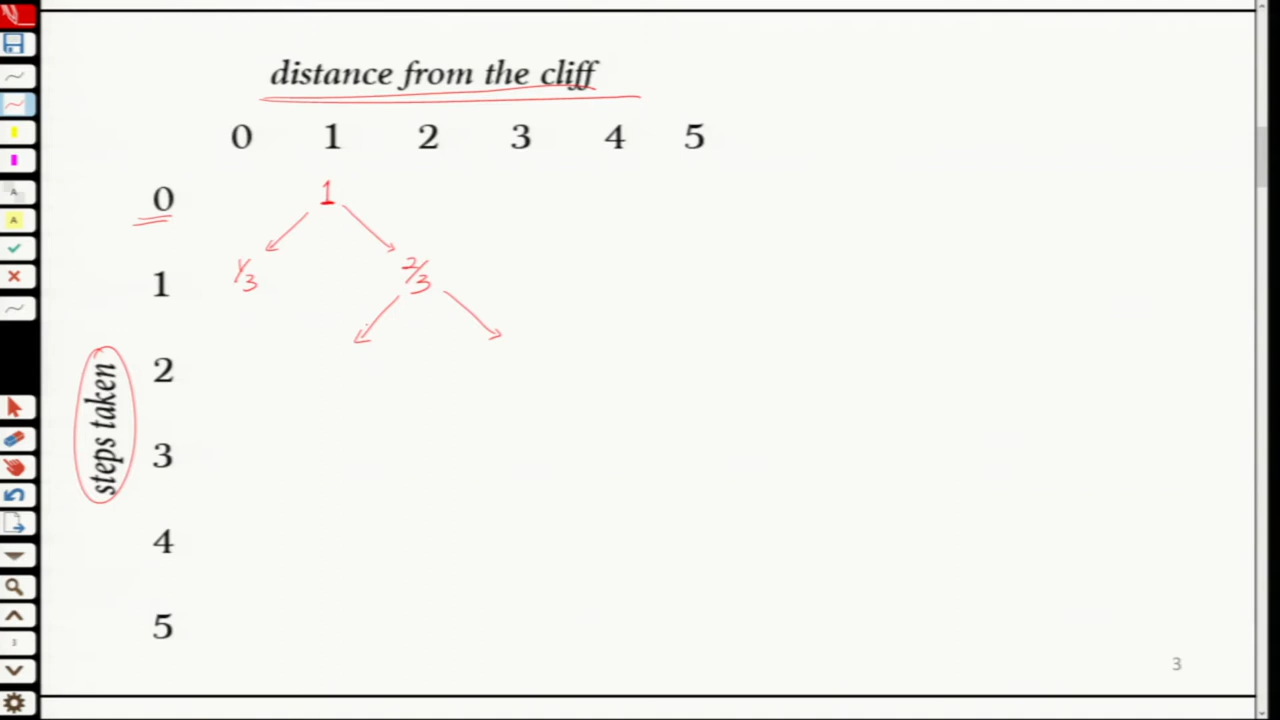 distance from the cliff
0 1 2 3 4 5
0 1
1 1/3 2/3
steps taken
2
3
4
5
3